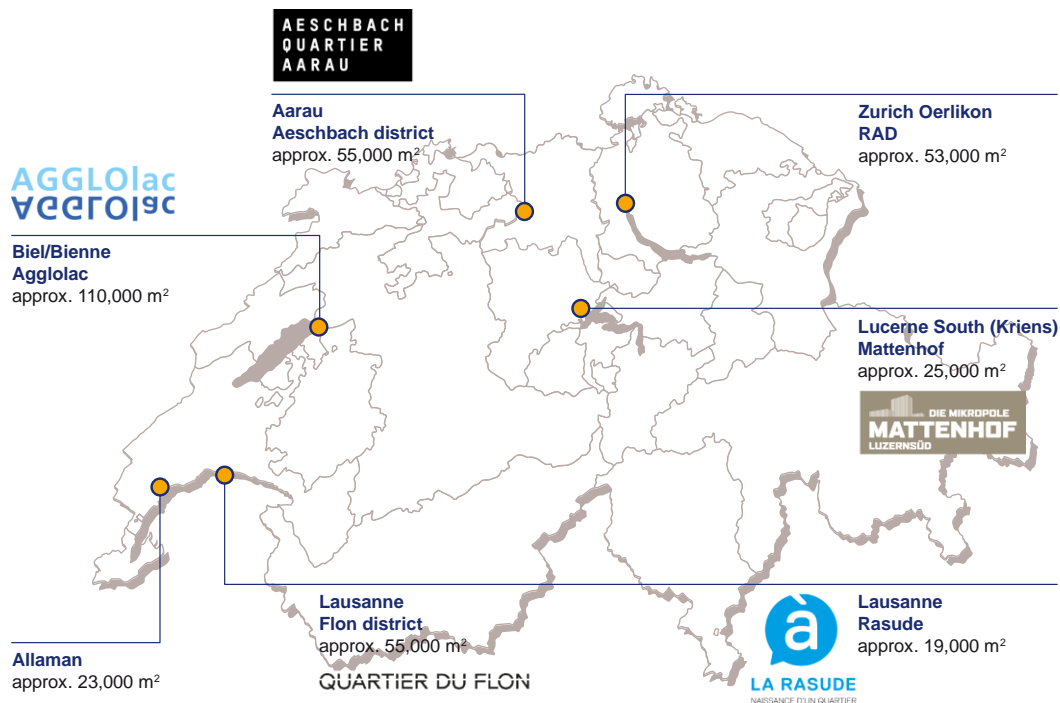 AESCHBACH
QUARTIER
AARAU
Aarau
Aeschbach district
approx. 55,000 m²
Zurich Oerlikon
RAD
approx. 53,000 m²
AGGLOlac
AGGLOlac
Biel/Bienne
Agglolac
approx. 110,000 m²
Lucerne South (Kriens)
Mattenhof
approx. 25,000 m²
DIE MIKROPOLE
MATTENHOF
LUZERNSÜD
Lausanne
Flon district
approx. 55,000 m²
QUARTIER DU FLON
à
LA RASUDE
NAISSANCE D'UN QUARTIER
Lausanne
Rasude
approx. 19,000 m²
Allaman
approx. 23,000 m²